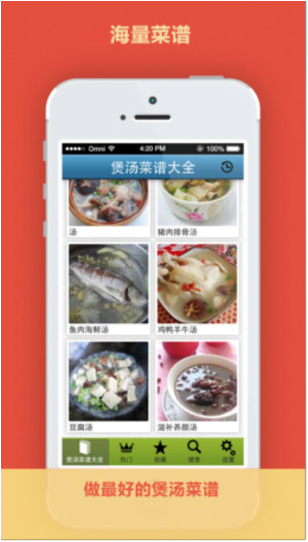 海量菜谱
Omni 4:20 PM 100%
煲汤菜谱大全
汤
猪肉排骨汤
鱼肉海鲜汤
鸡鸭羊牛汤
豆腐汤
滋补养颜汤
煲汤菜谱大全 热门 收藏 搜索 设置
做最好的煲汤菜谱